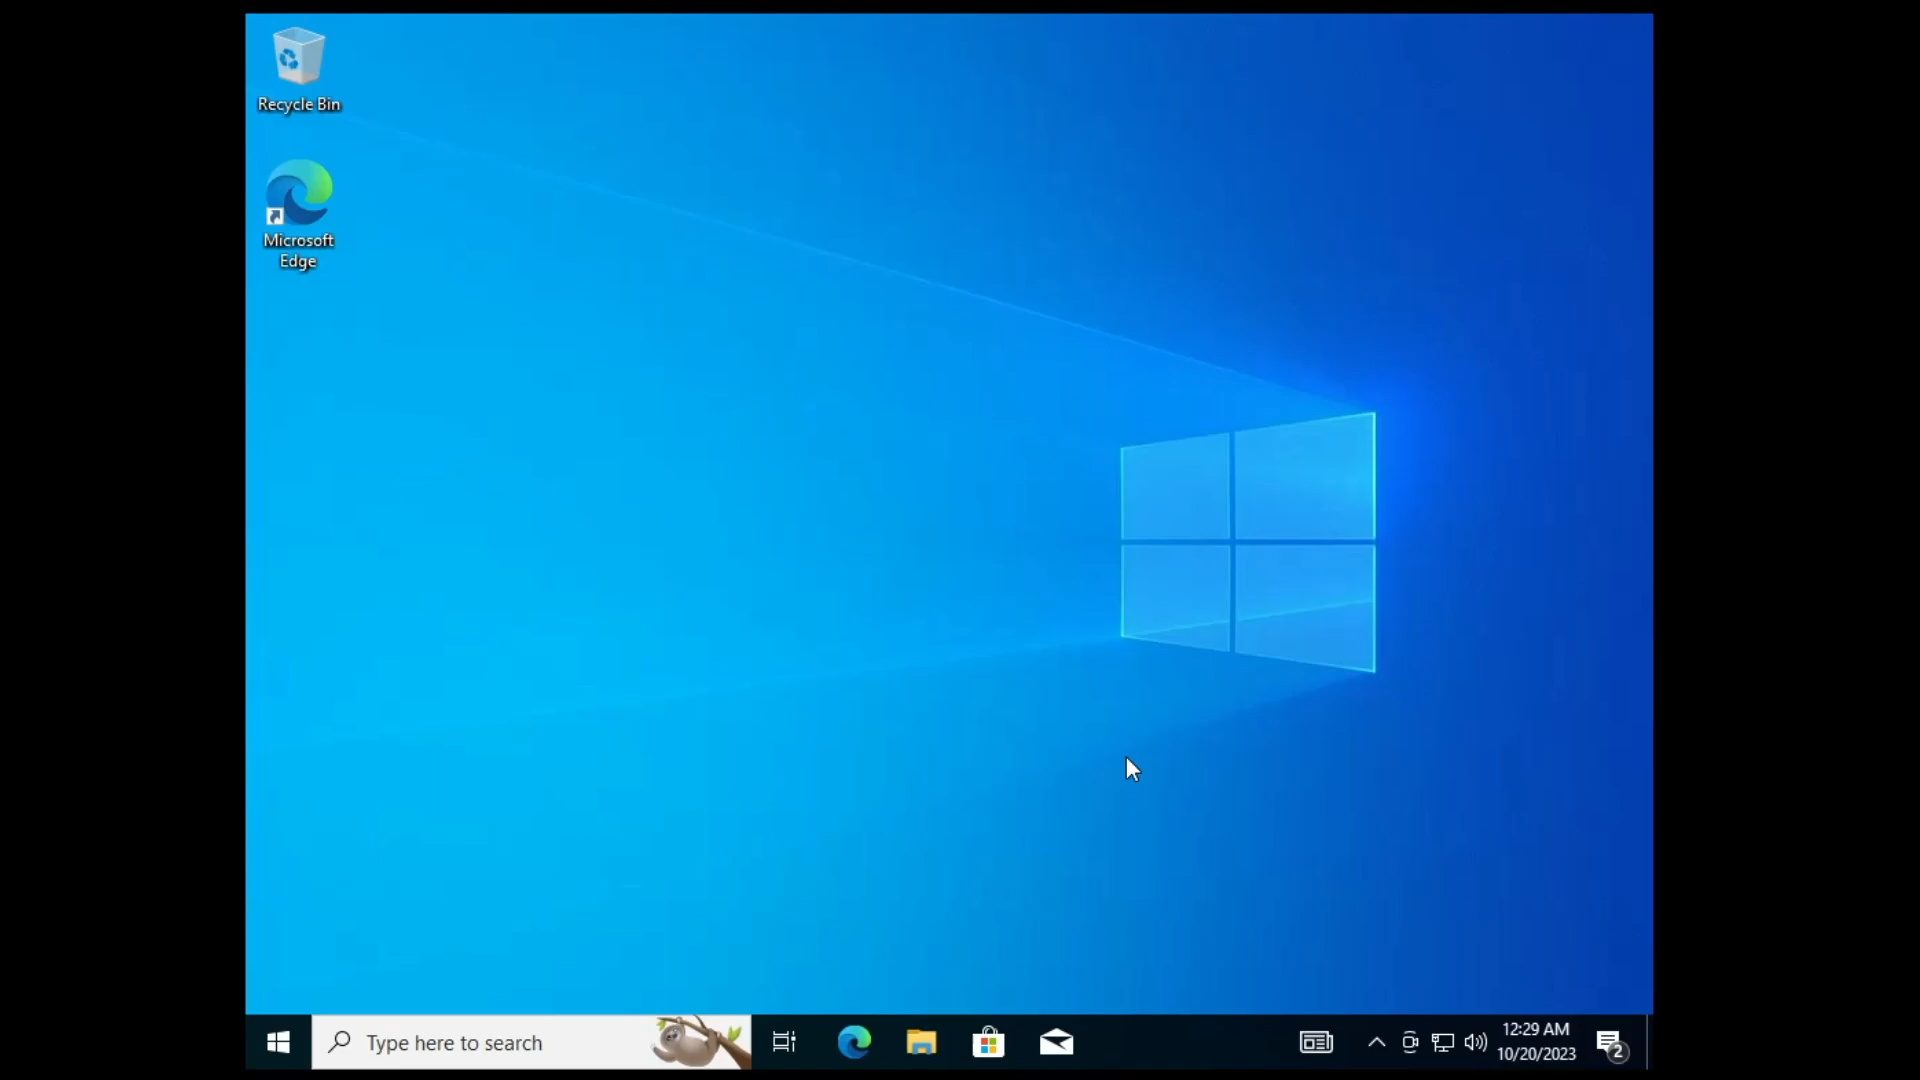 Recycle Bin
Microsoft
Edge
Type here to search
12:29 AM
10/20/2023
2